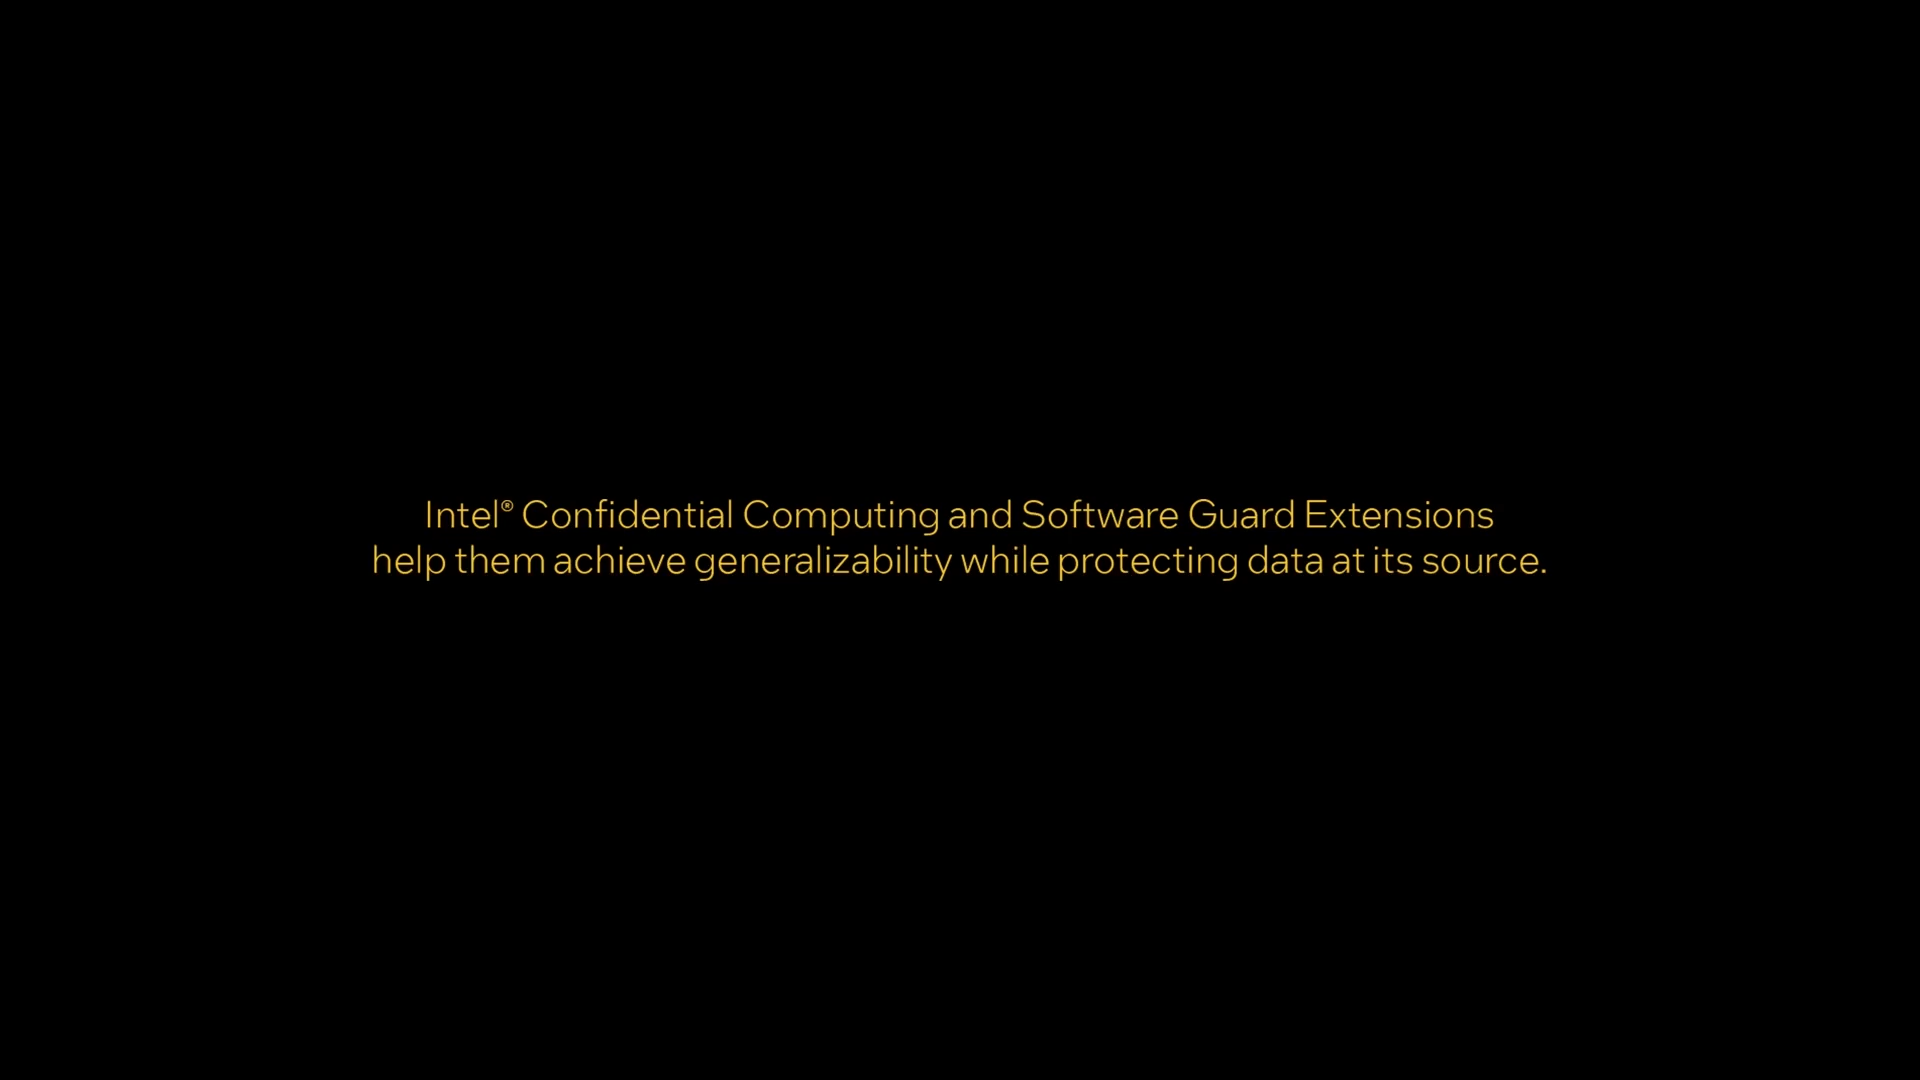 Intel® Confidential Computing and Software Guard Extensions
help them achieve generalizability while protecting data at its source.